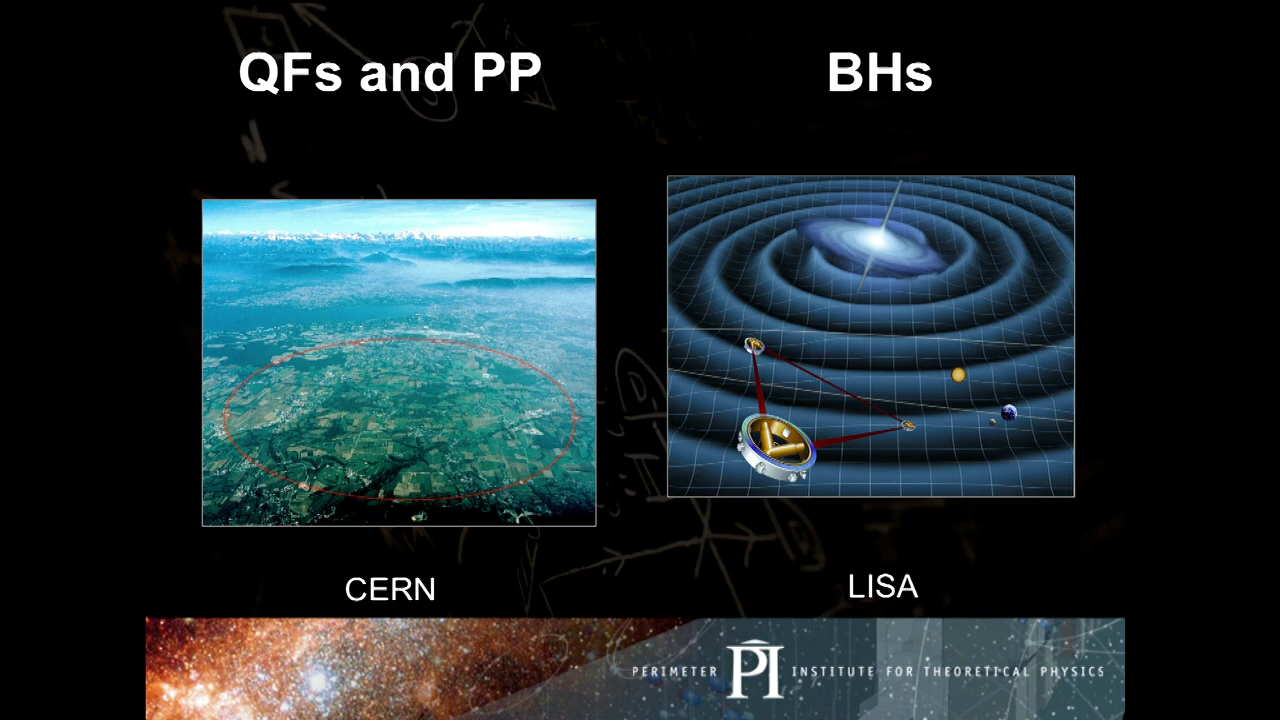 QFs and PP
BHs
CERN
LISA
PERIMETER PI INSTITUTE FOR THEORETICAL PHYSICS